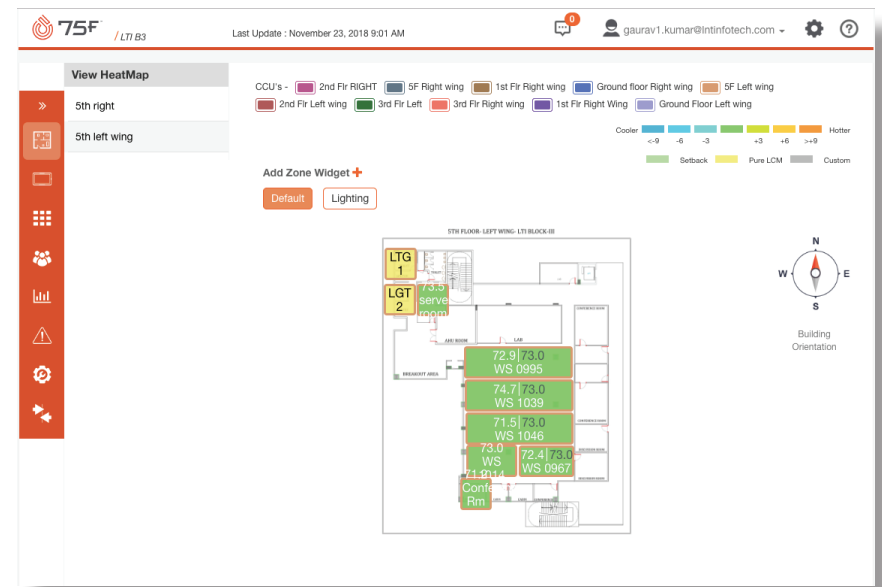 75F
/ LTI B3
Last Update : November 23, 2018 9:01 AM
0
gaurav1.kumar@lntinfotech.com
View HeatMap
5th right
5th left wing
CCU's - 2nd Flr RIGHT 5F Right wing 1st Flr Right wing Ground floor Right wing 5F Left wing
2nd Flr Left wing 3rd Flr Left 3rd Flr Right wing 1st Flr Right Wing Ground Floor Left wing
Cooler Hotter
<-9 -6 -3 +3 +6 >+9
Setback Pure LCM Custom
Add Zone Widget +
Default Lighting
5TH FLOOR- LEFT WING- LTI BLOCK-III
LTG
1
LGT
2
73.5
serve
room
AHU ROOM
LAB
BREAKOUT AREA
72.9 73.0
WS 0995
74.7 73.0
WS 1039
71.5 73.0
WS 1046
73.0
WS
1014
72.4 73.0
WS 0967
Confe
Rm
N
W E
S
Building
Orientation